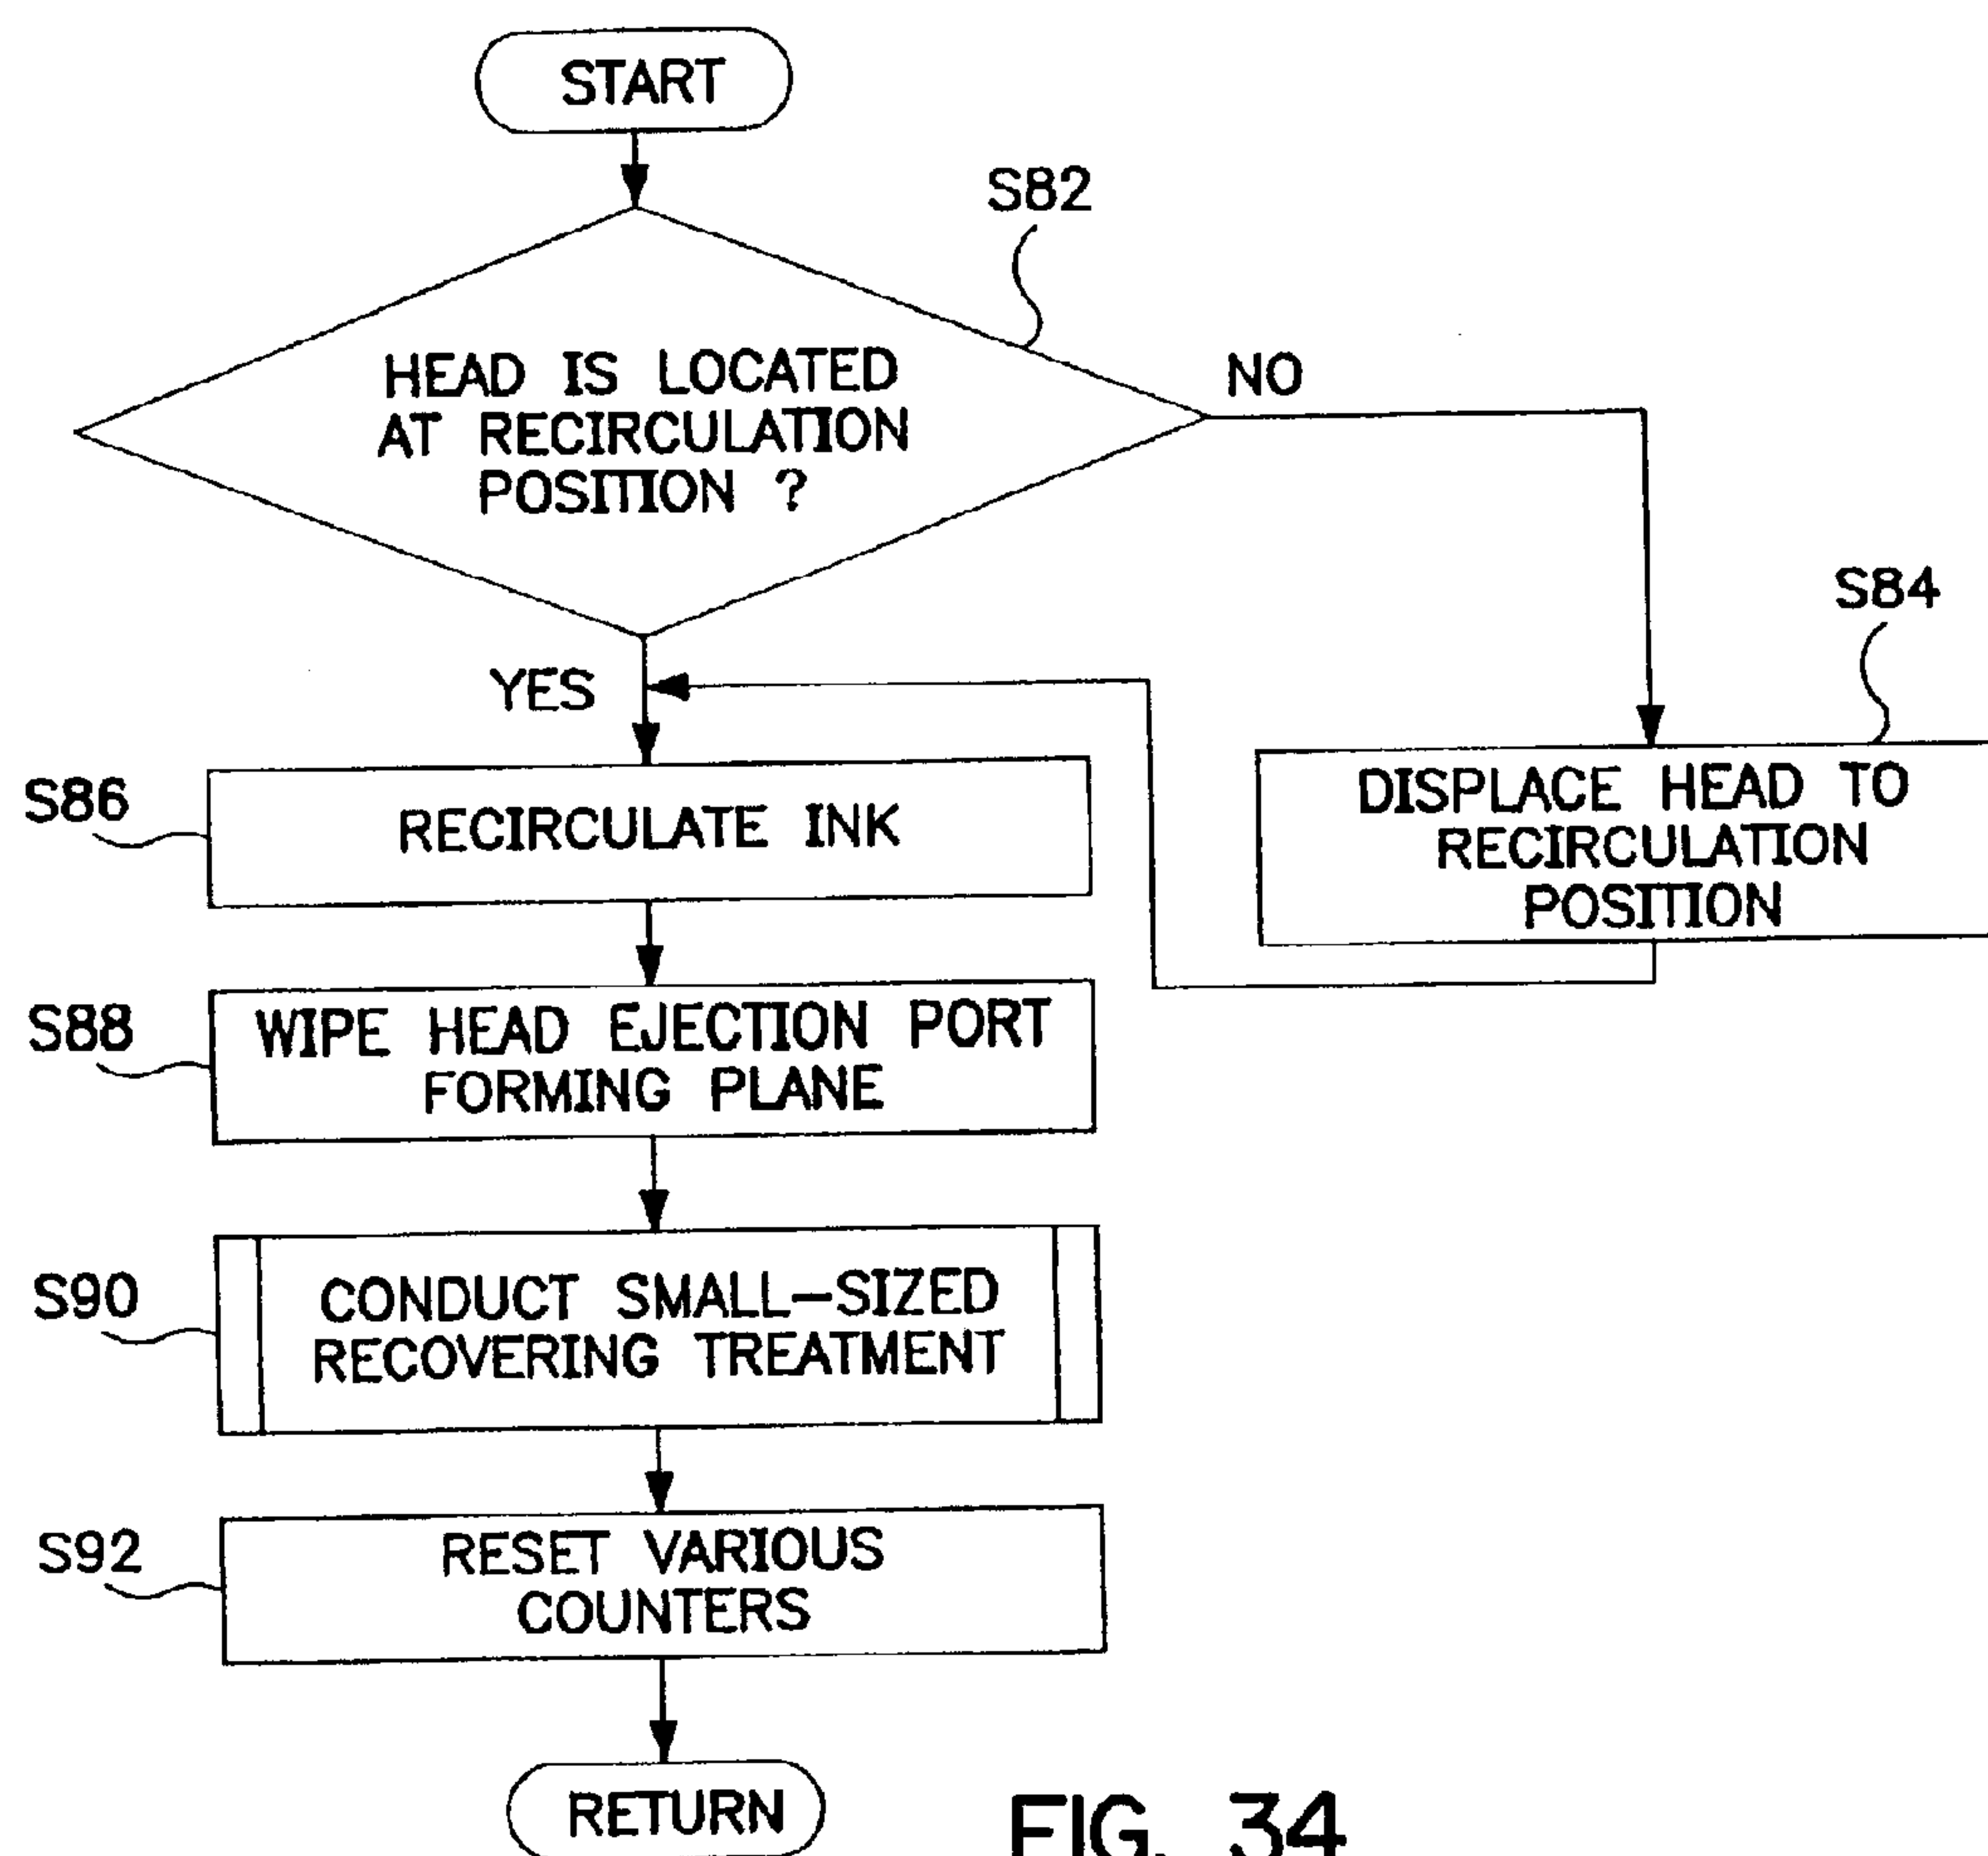 START
S82
HEAD IS LOCATED
AT RECIRCULATION
POSITION ?
NO
YES
S84
DISPLACE HEAD TO
RECIRCULATION
POSITION
S86
RECIRCULATE INK
S88
WIPE HEAD EJECTION PORT
FORMING PLANE
S90
CONDUCT SMALL-SIZED
RECOVERING TREATMENT
S92
RESET VARIOUS
COUNTERS
RETURN
FIG. 34